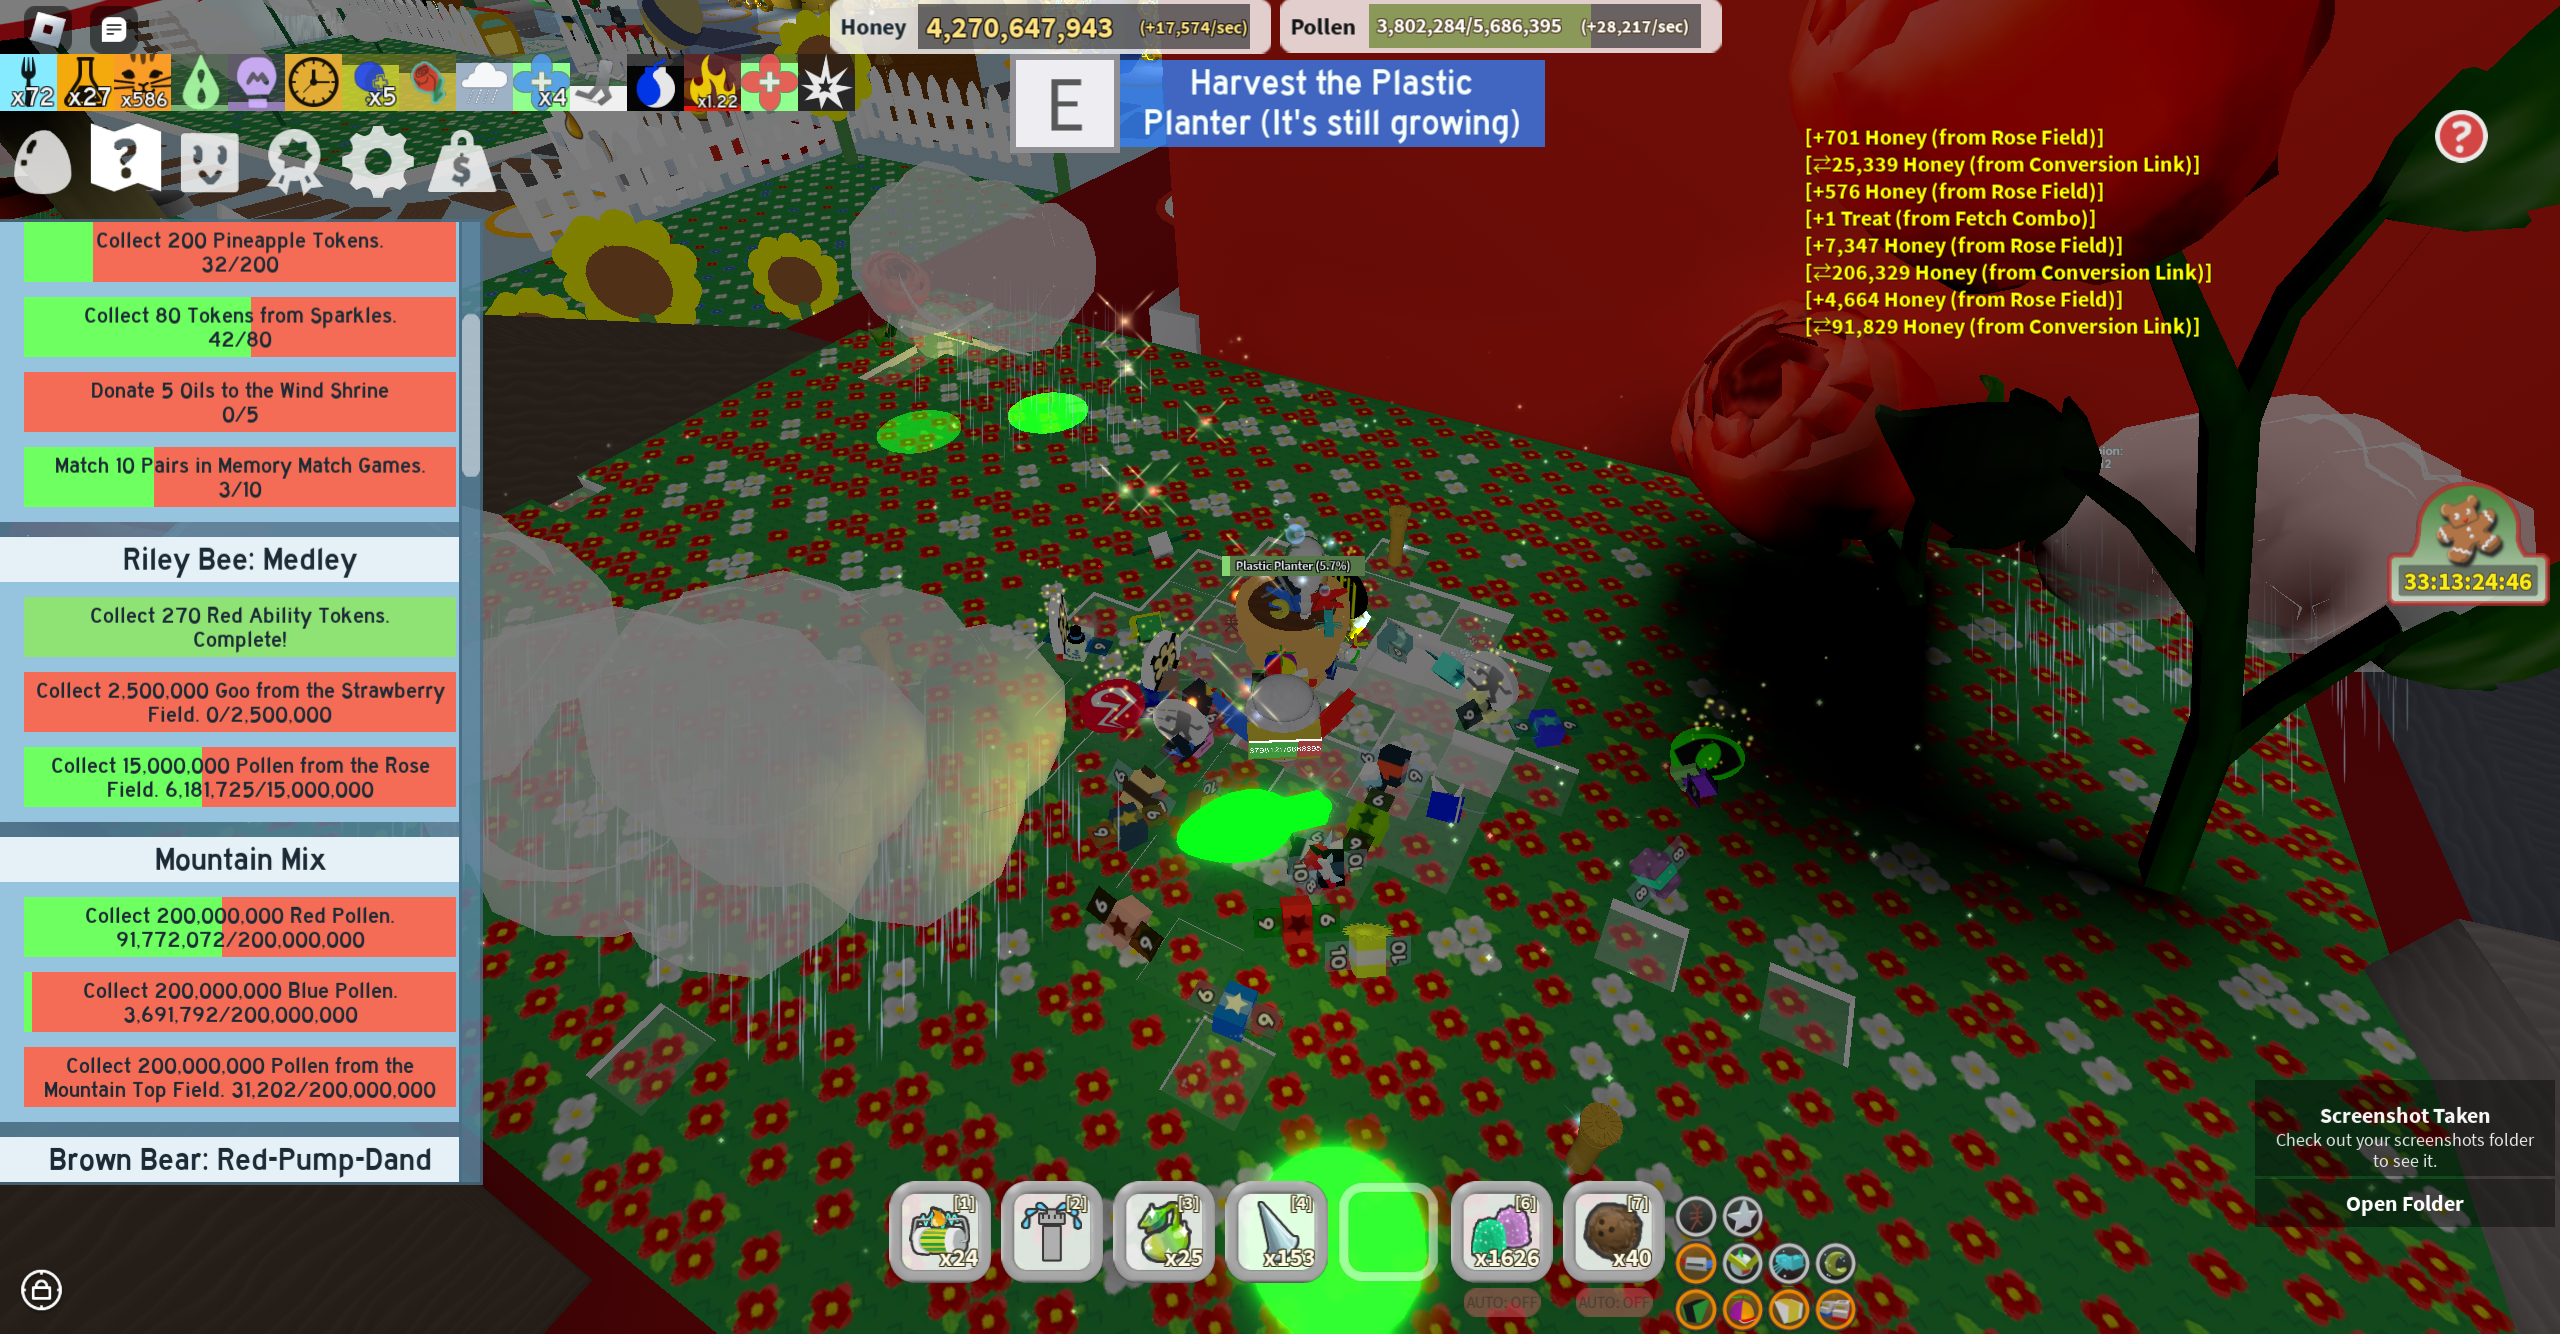 Honey 4,270,647,943 (+17,574/sec)
Pollen 3,802,284/5,686,395 (+28,217/sec)
x72 x27 x586 x5 x4 x1.22
E
Harvest the Plastic
Planter (It's still growing)
[+701 Honey (from Rose Field)]
[⇄25,339 Honey (from Conversion Link)]
[+576 Honey (from Rose Field)]
[+1 Treat (from Fetch Combo)]
[+7,347 Honey (from Rose Field)]
[⇄206,329 Honey (from Conversion Link)]
[+4,664 Honey (from Rose Field)]
[⇄91,829 Honey (from Conversion Link)]
?
?
$
Collect 200 Pineapple Tokens.
32/200
Collect 80 Tokens from Sparkles.
42/80
Donate 5 Oils to the Wind Shrine
0/5
Match 10 Pairs in Memory Match Games.
3/10
Riley Bee: Medley
Collect 270 Red Ability Tokens.
Complete!
Collect 2,500,000 Goo from the Strawberry
Field. 0/2,500,000
Collect 15,000,000 Pollen from the Rose
Field. 6,181,725/15,000,000
Mountain Mix
Collect 200,000,000 Red Pollen.
91,772,072/200,000,000
Collect 200,000,000 Blue Pollen.
3,691,792/200,000,000
Collect 200,000,000 Pollen from the
Mountain Top Field. 31,202/200,000,000
Brown Bear: Red-Pump-Dand
Plastic Planter (5.7%)
33:13:24:46
Screenshot Taken
Check out your screenshots folder
to see it.
Open Folder
[1] [2] [3] [4] [6] [7]
x24 x25 x153 x1626 x40
AUTO: OFF AUTO: OFF